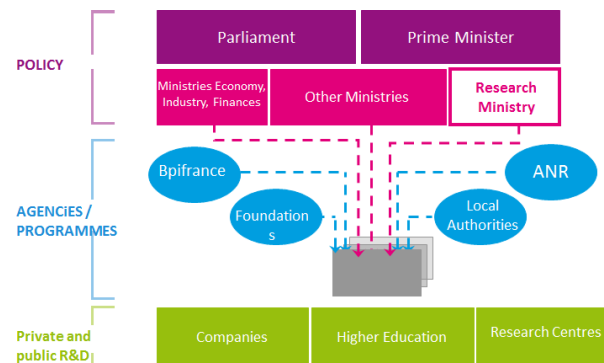 Parliament
Prime Minister
POLICY
Ministries Economy,
Industry, Finances
Other Ministries
Research
Ministry
Bpifrance
ANR
AGENCiES /
PROGRAMMES
Foundation
s
Local
Authorities
Private and
public R&D
Companies
Higher Education
Research Centres